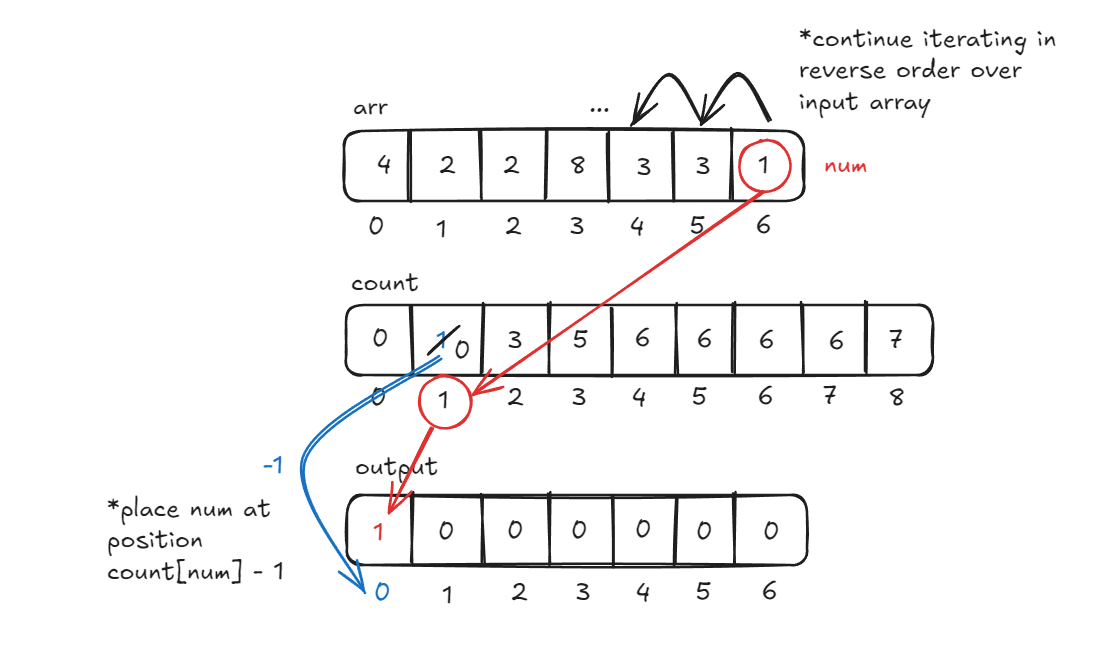 *continue iterating in
reverse order over
input array
arr
...
4 2 2 8 3 3 1 num
0 1 2 3 4 5 6
count
0 1 0 3 5 6 6 6 6 7
0 1 2 3 4 5 6 7 8
-1
output
*place num at
position
count[num] - 1
1 0 0 0 0 0 0
0 1 2 3 4 5 6